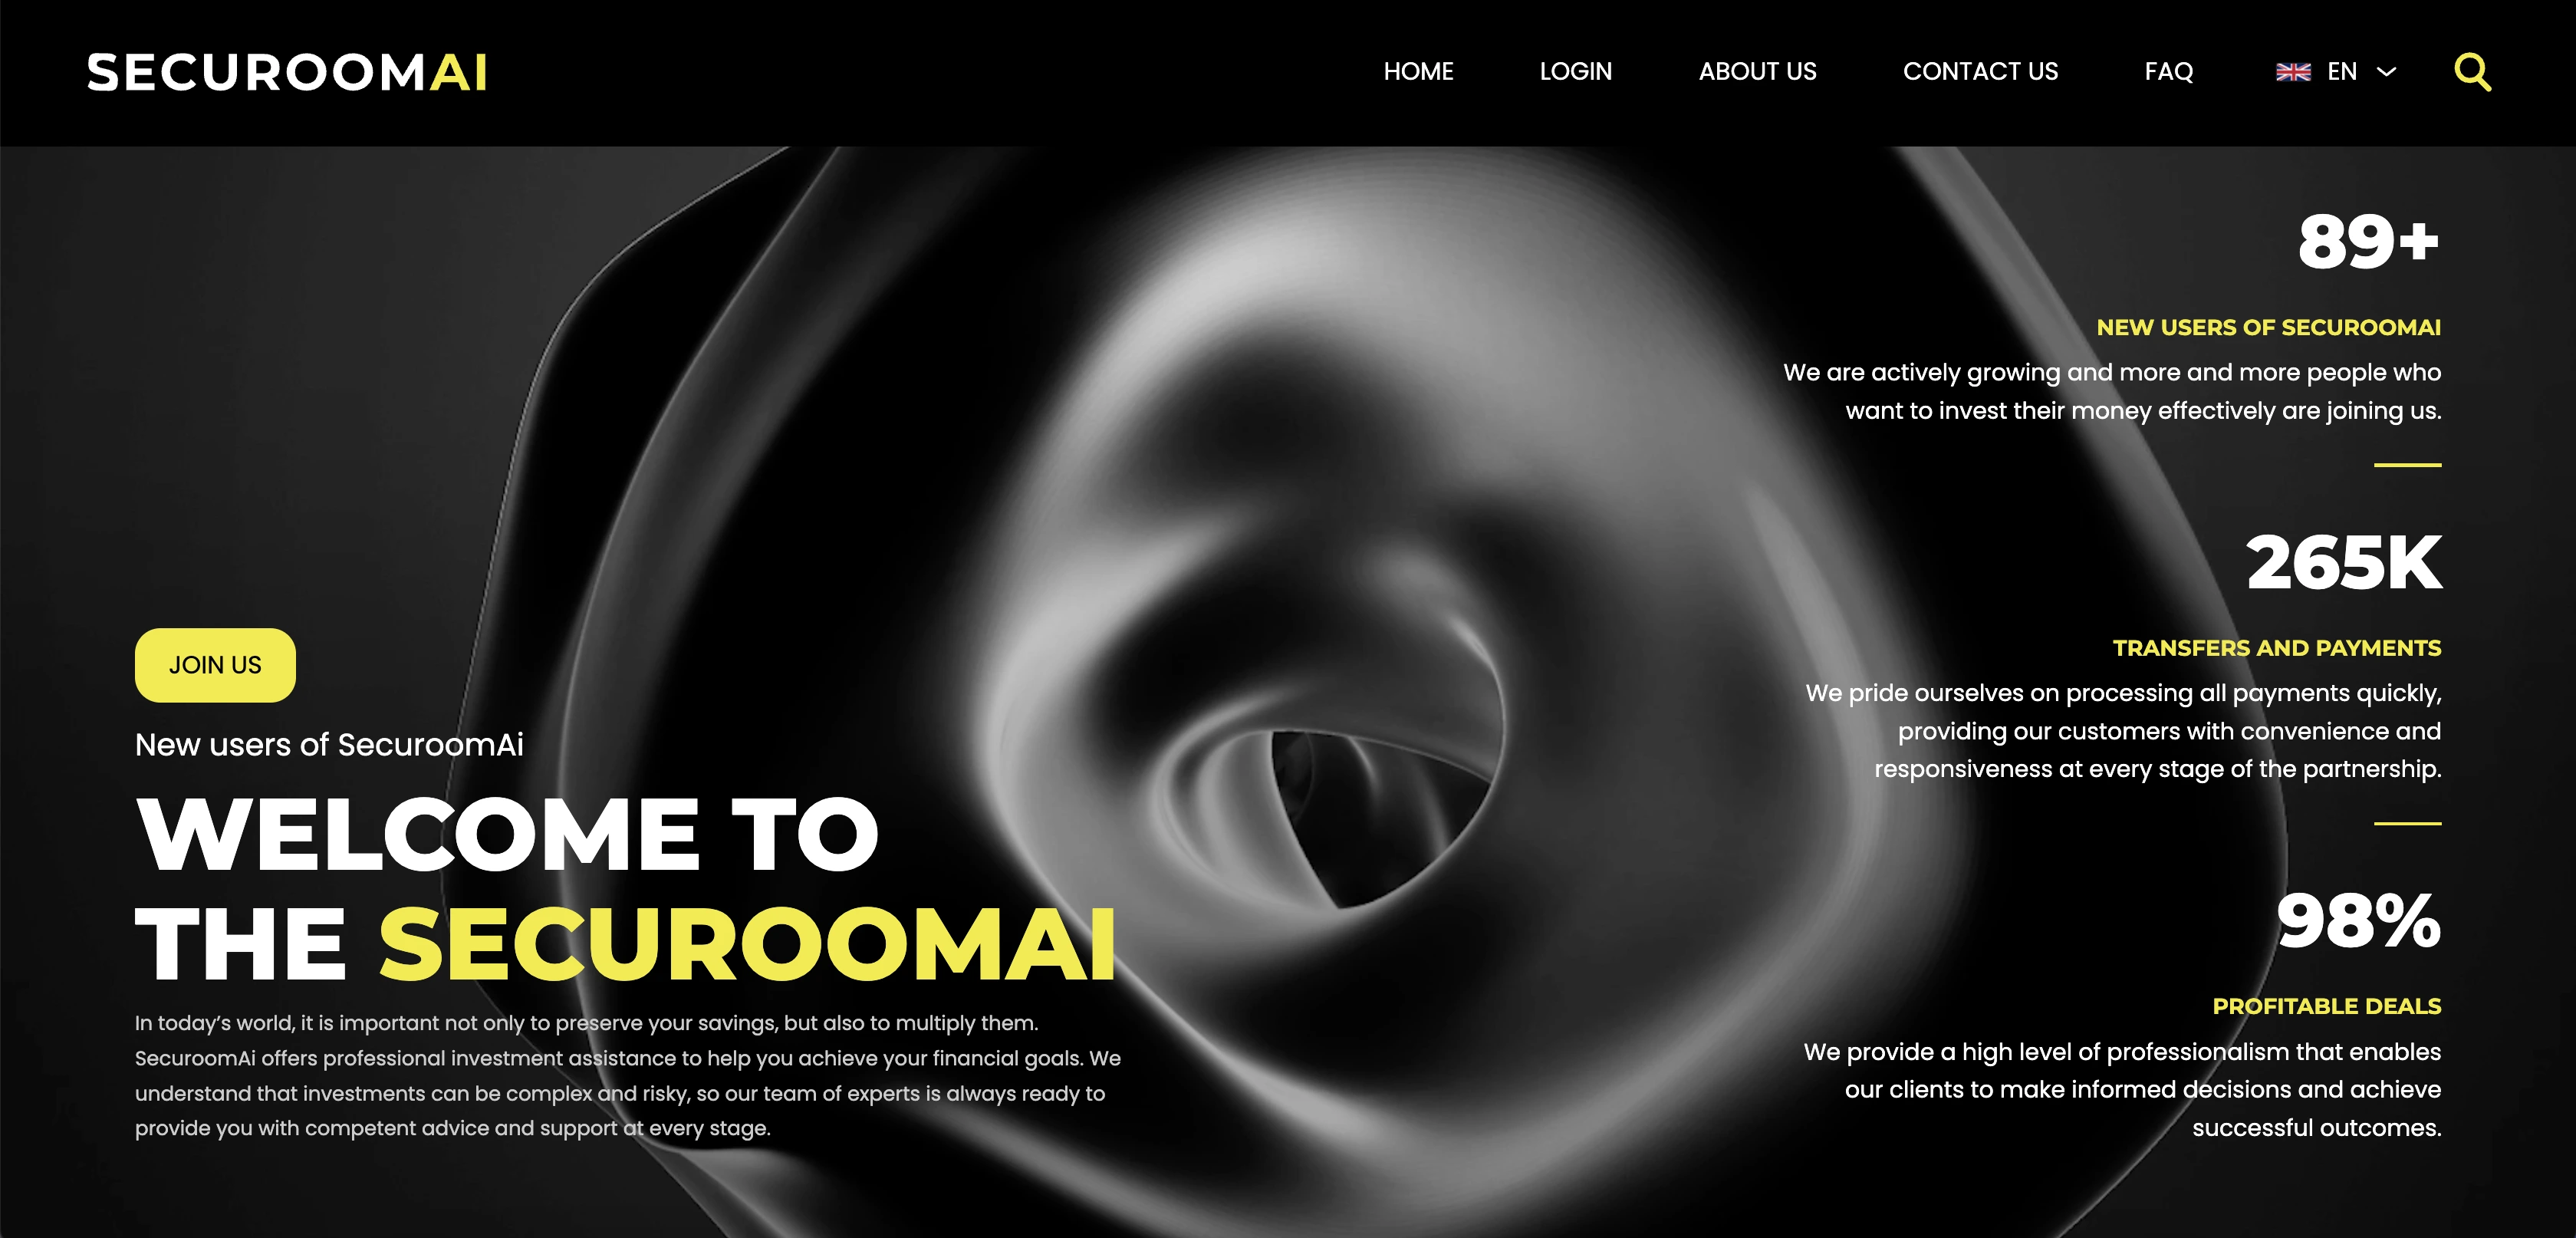 SECUROOMAI
HOME LOGIN ABOUT US CONTACT US FAQ EN
JOIN US
New users of SecuroomAi
WELCOME TO
THE SECUROOMAI
In today’s world, it is important not only to preserve your savings, but also to multiply them.
SecuroomAi offers professional investment assistance to help you achieve your financial goals. We
understand that investments can be complex and risky, so our team of experts is always ready to
provide you with competent advice and support at every stage.
89+
NEW USERS OF SECUROOMAI
We are actively growing and more and more people who
want to invest their money effectively are joining us.
265K
TRANSFERS AND PAYMENTS
We pride ourselves on processing all payments quickly,
providing our customers with convenience and
responsiveness at every stage of the partnership.
98%
PROFITABLE DEALS
We provide a high level of professionalism that enables
our clients to make informed decisions and achieve
successful outcomes.